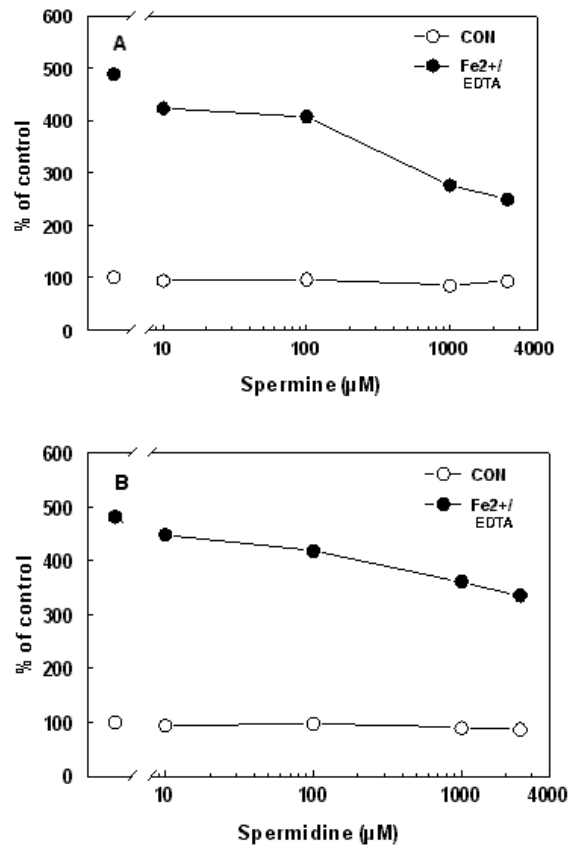 600
500
400
300
200
100
0
% of control
A
CON
Fe2+/
EDTA
10
100
1000
4000
Spermine (µM)
600
500
400
300
200
100
0
% of control
B
CON
Fe2+/
EDTA
10
100
1000
4000
Spermidine (µM)